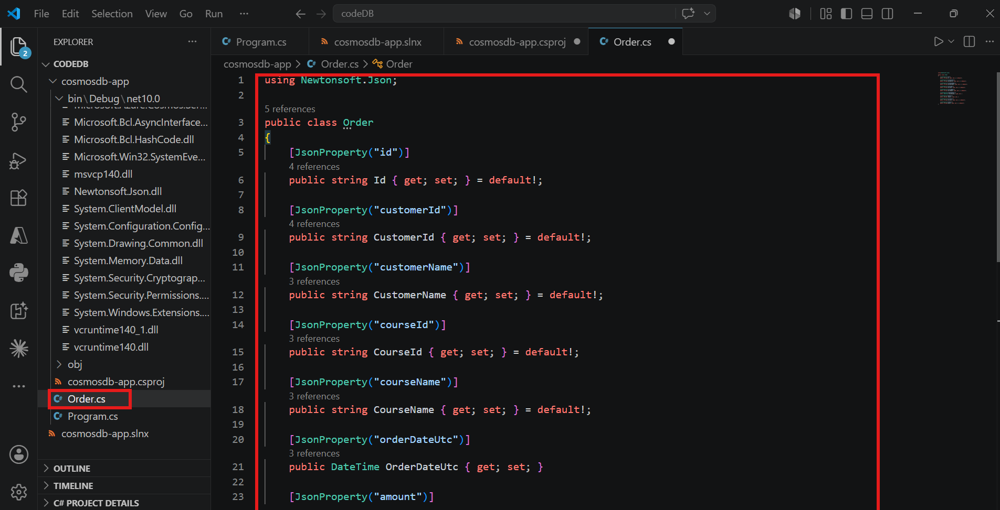 File Edit Selection View Go Run ···
codeDB
EXPLORER
2
CODEDB
cosmosdb-app
bin\Debug\net10.0
Microsoft.Azure.Cosmos.Ser...
Microsoft.Bcl.AsyncInterface...
Microsoft.Bcl.HashCode.dll
Microsoft.Win32.SystemEve...
msvcp140.dll
Newtonsoft.Json.dll
System.ClientModel.dll
System.Configuration.Config...
System.Drawing.Common.dll
System.Memory.Data.dll
System.Security.Cryptograp...
System.Security.Permissions....
System.Windows.Extensions....
vcruntime140_1.dll
vcruntime140.dll
obj
cosmosdb-app.csproj
Order.cs
Program.cs
cosmosdb-app.slnx
OUTLINE
TIMELINE
C# PROJECT DETAILS
Program.cs cosmosdb-app.slnx cosmosdb-app.csproj Order.cs
cosmosdb-app > Order.cs > Order
1 using Newtonsoft.Json;
2
5 references
3 public class Order
4 {
5 [JsonProperty("id")]
4 references
6 public string Id { get; set; } = default!;
7
8 [JsonProperty("customerId")]
4 references
9 public string CustomerId { get; set; } = default!;
10
11 [JsonProperty("customerName")]
3 references
12 public string CustomerName { get; set; } = default!;
13
14 [JsonProperty("courseId")]
3 references
15 public string CourseId { get; set; } = default!;
16
17 [JsonProperty("courseName")]
3 references
18 public string CourseName { get; set; } = default!;
19
20 [JsonProperty("orderDateUtc")]
3 references
21 public DateTime OrderDateUtc { get; set; }
22
23 [JsonProperty("amount")]